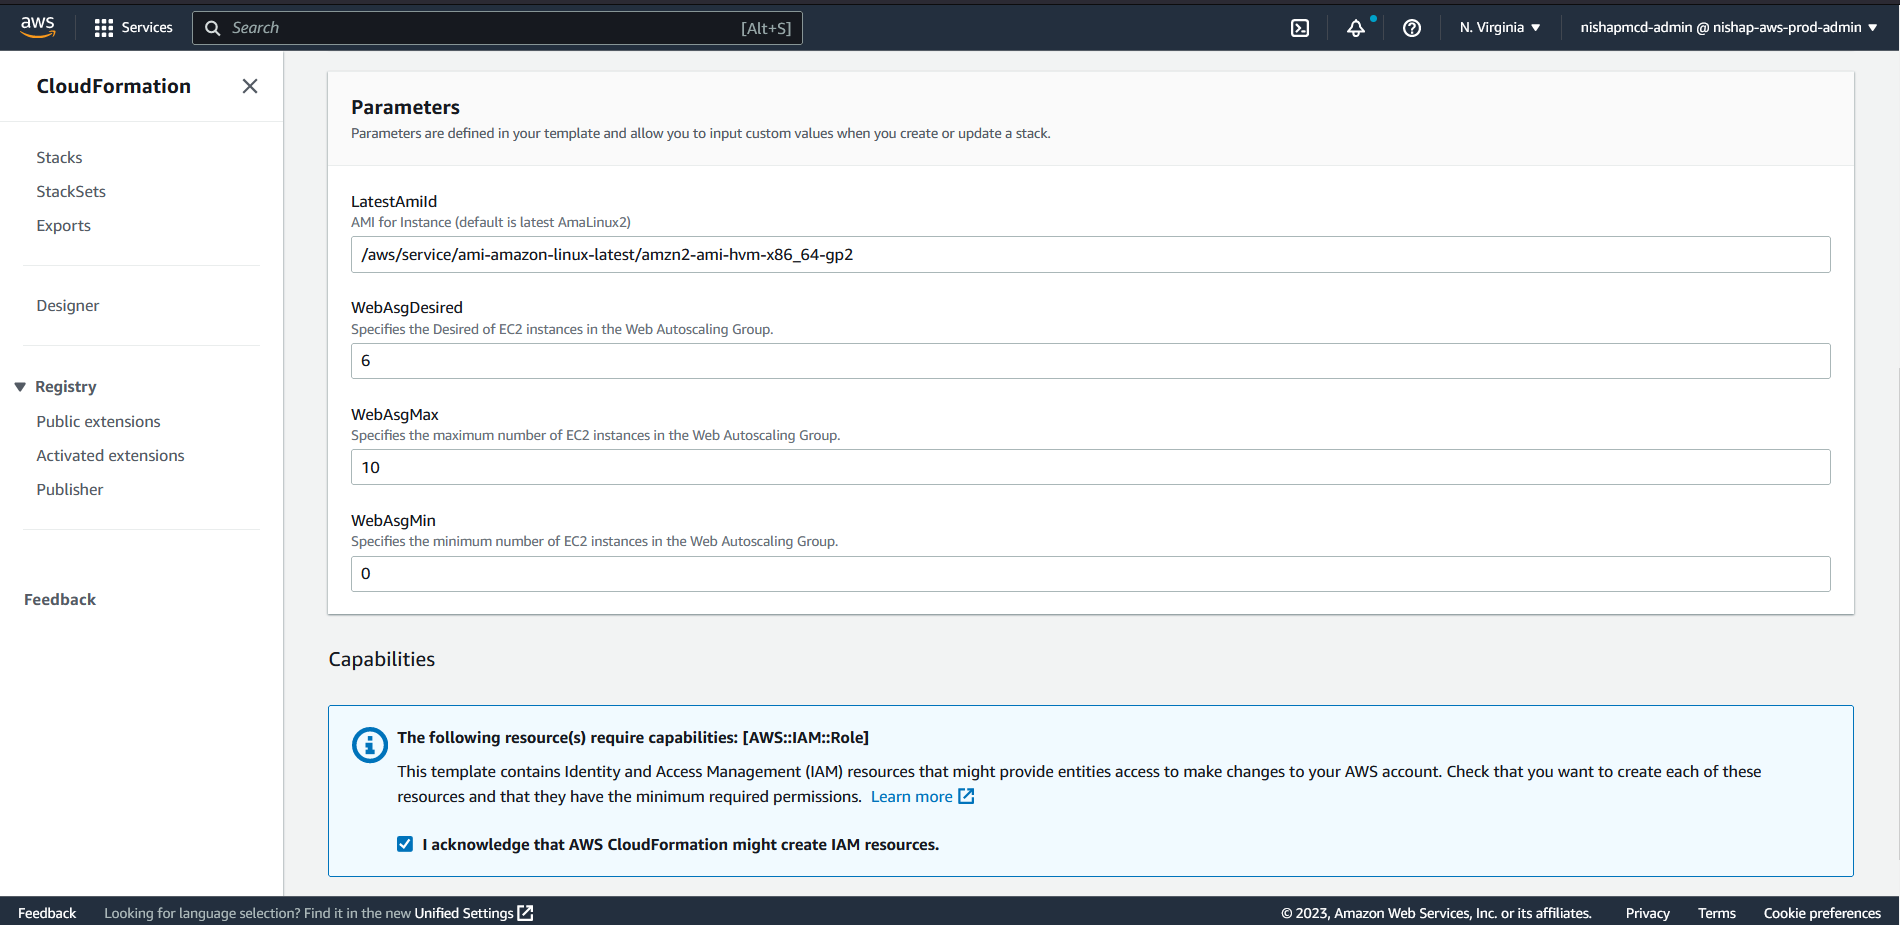 aws
Services
Search
[Alt+S]
N. Virginia
nishapmcd-admin @ nishap-aws-prod-admin
CloudFormation
Stacks
StackSets
Exports
Designer
Registry
Public extensions
Activated extensions
Publisher
Feedback
Parameters
Parameters are defined in your template and allow you to input custom values when you create or update a stack.
LatestAmiId
AMI for Instance (default is latest AmaLinux2)
/aws/service/ami-amazon-linux-latest/amzn2-ami-hvm-x86_64-gp2
WebAsgDesired
Specifies the Desired of EC2 instances in the Web Autoscaling Group.
6
WebAsgMax
Specifies the maximum number of EC2 instances in the Web Autoscaling Group.
10
WebAsgMin
Specifies the minimum number of EC2 instances in the Web Autoscaling Group.
0
Capabilities
The following resource(s) require capabilities: [AWS::IAM::Role]
This template contains Identity and Access Management (IAM) resources that might provide entities access to make changes to your AWS account. Check that you want to create each of these
resources and that they have the minimum required permissions. Learn more
I acknowledge that AWS CloudFormation might create IAM resources.
Feedback
Looking for language selection? Find it in the new Unified Settings
© 2023, Amazon Web Services, Inc. or its affiliates.
Privacy
Terms
Cookie preferences